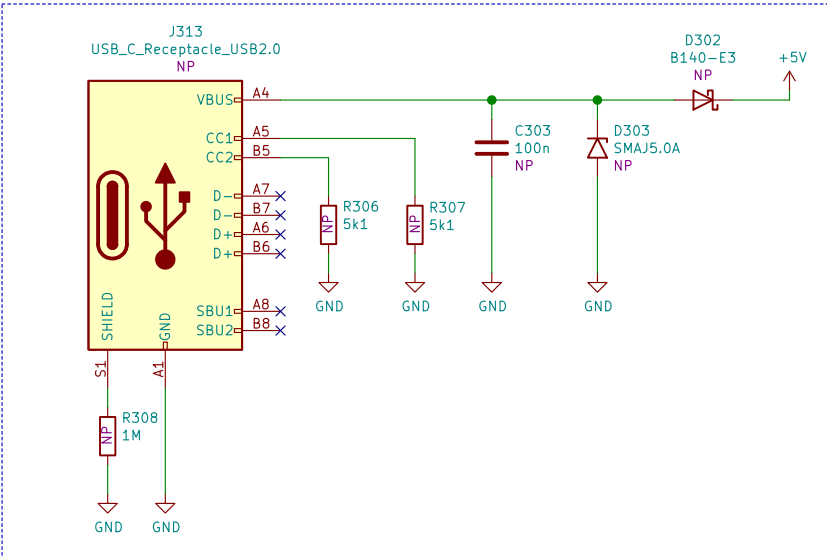 J313
USB_C_Receptacle_USB2.0
NP
VBUS
A4
CC1
A5
CC2
B5
D-
A7
D-
B7
D+
A6
D+
B6
SBU1
A8
SBU2
B8
SHIELD
GND
S1
A1
R308
1M
NP
GND
GND
R306
5k1
NP
GND
R307
5k1
NP
GND
C303
100n
NP
GND
D303
SMAJ5.0A
NP
GND
D302
B140-E3
NP
+5V